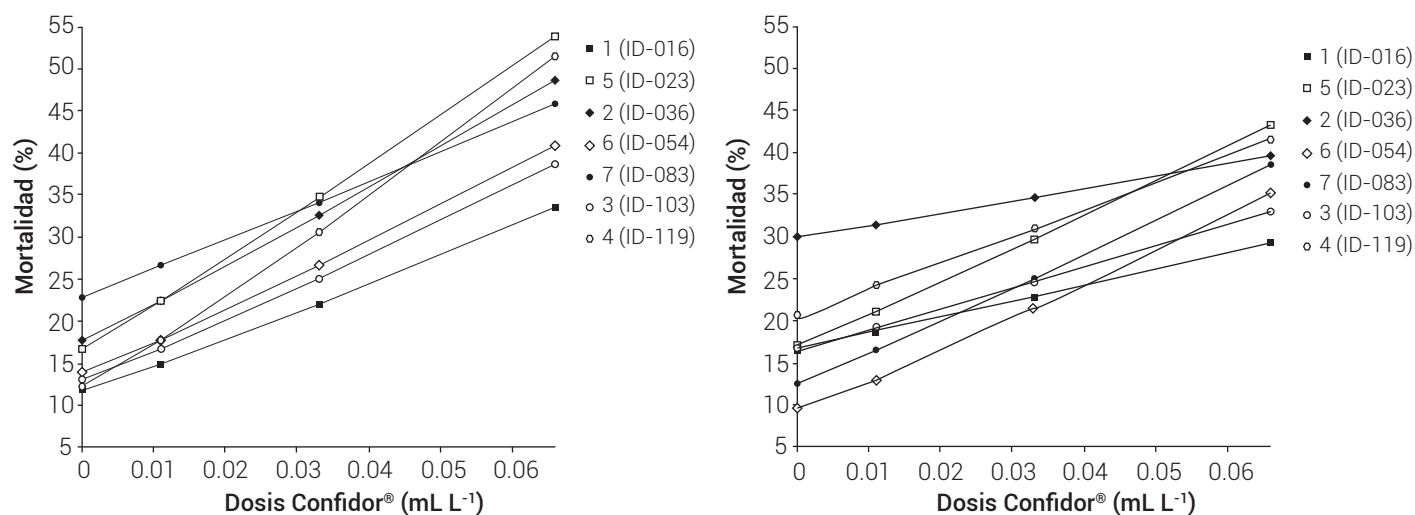 55
50
45
40
35
30
25
20
15
10
5
Mortalidad (%)
0
0.01
0.02
0.03
0.04
0.05
0.06
Dosis Confidor® (mL L⁻¹)
1 (ID-016)
5 (ID-023)
2 (ID-036)
6 (ID-054)
7 (ID-083)
3 (ID-103)
4 (ID-119)
55
50
45
40
35
30
25
20
15
10
5
Mortalidad (%)
0
0.01
0.02
0.03
0.04
0.05
0.06
Dosis Confidor® (mL L⁻¹)
1 (ID-016)
5 (ID-023)
2 (ID-036)
6 (ID-054)
7 (ID-083)
3 (ID-103)
4 (ID-119)